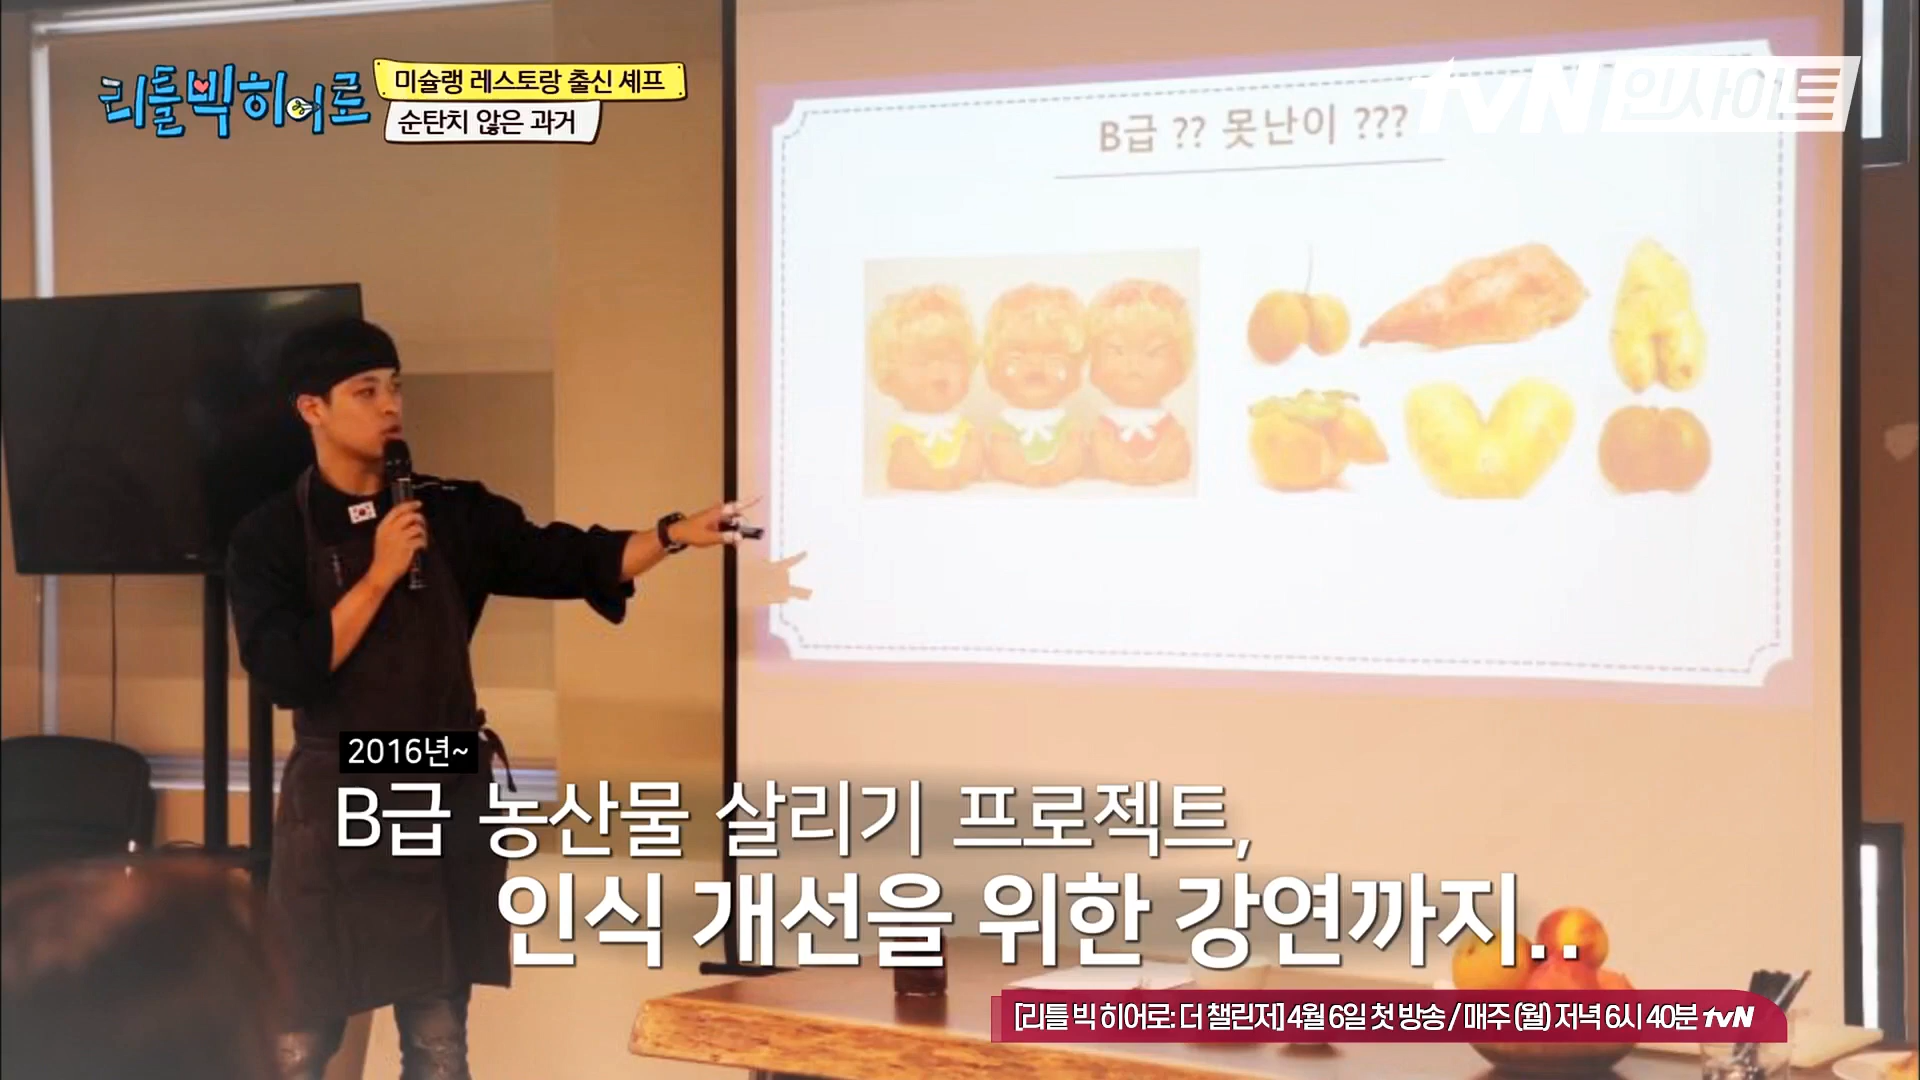 리틀빅히어로
미슐랭 레스토랑 출신 셰프
순탄치 않은 과거
tvN 인사이트
B급 ?? 못난이 ???
2016년~
B급 농산물 살리기 프로젝트,
인식 개선을 위한 강연까지..
[리틀 빅 히어로: 더 챌린저] 4월 6일 첫 방송 / 매주 (월) 저녁 6시 40분 tvN